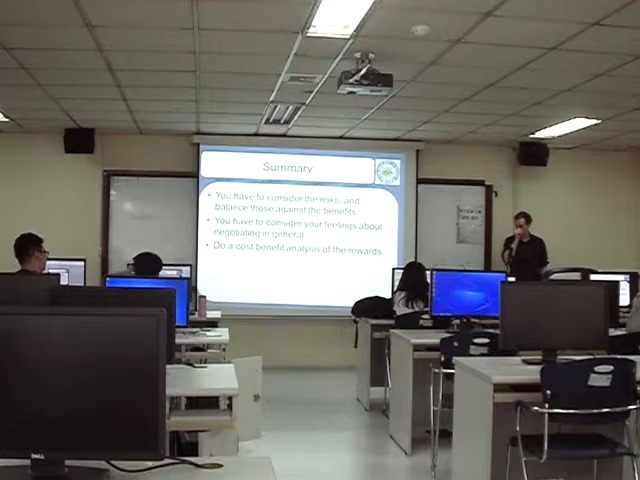 Summary
• You have to consider the risks, and
balance those against the benefits.
• You have to consider your feelings about
negotiating in general
• Do a cost benefit analysis of the rewards
DELL